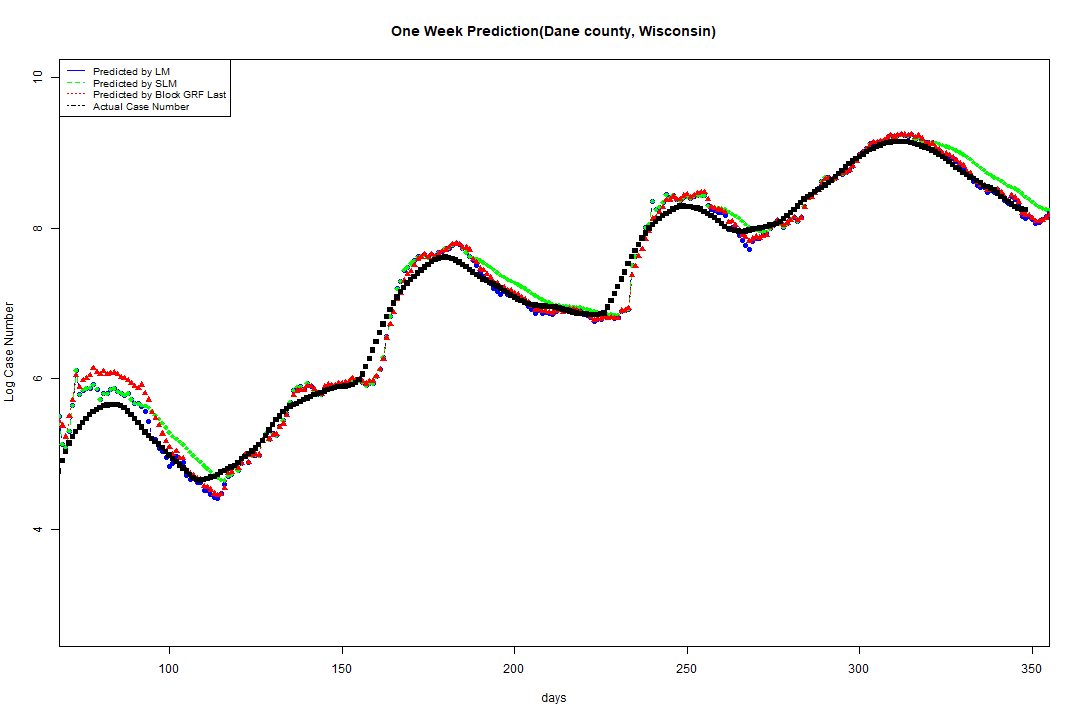 One Week Prediction(Dane county, Wisconsin)
Predicted by LM
Predicted by SLM
Predicted by Block GRF Last
Actual Case Number
10
8
6
4
Log Case Number
100 150 200 250 300 350
days